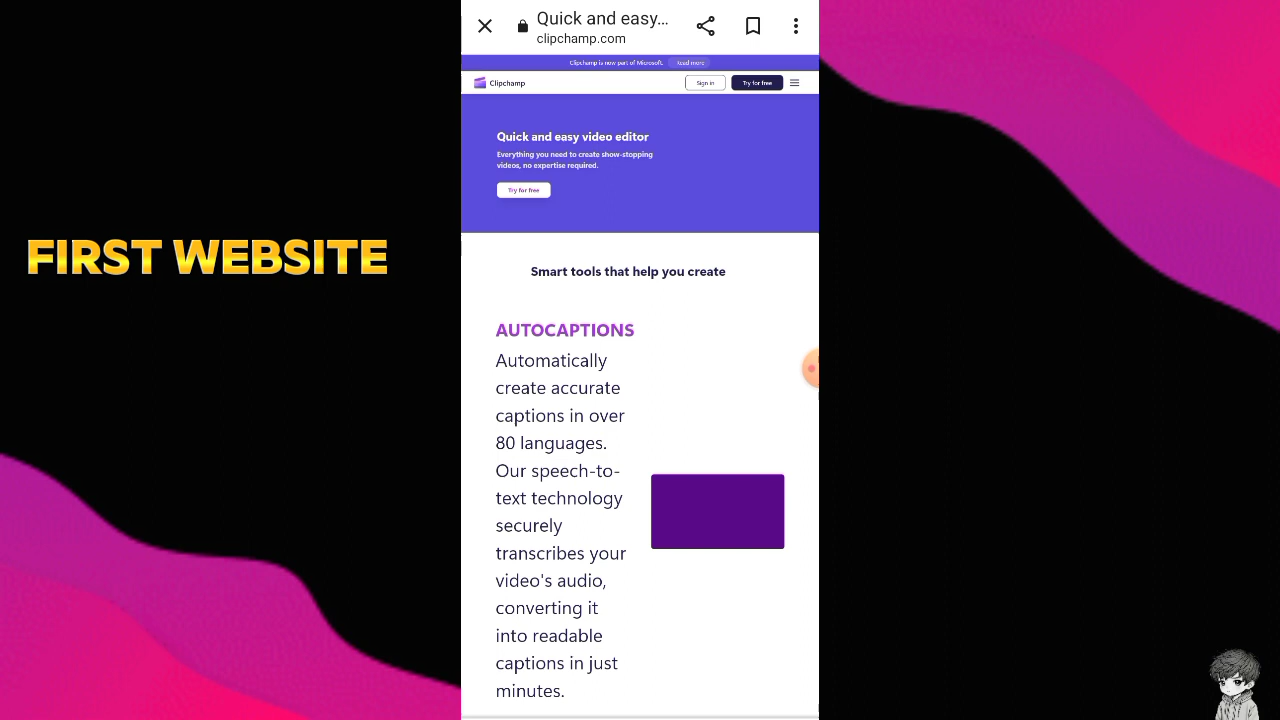 FIRST WEBSITE
Quick and easy...
clipchamp.com
Clipchamp is now part of Microsoft. Read more
Clipchamp
Sign in
Try for free
Quick and easy video editor
Everything you need to create show-stopping
videos, no expertise required.
Try for free
Smart tools that help you create
AUTOCAPTIONS
Automatically
create accurate
captions in over
80 languages.
Our speech-to-
text technology
securely
transcribes your
video's audio,
converting it
into readable
captions in just
minutes.